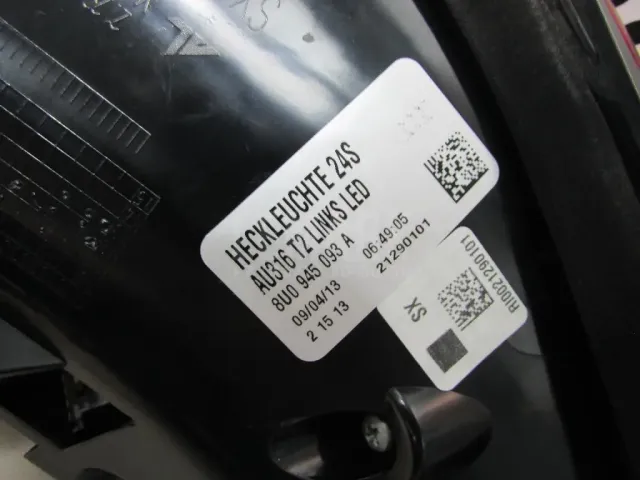 HECKLEUCHTE 24S
AU316 T2 LINKS LED
8U0 945 093 A
09/04/13 06:49:05
2 15 13 21290101
SX
RI0021290101